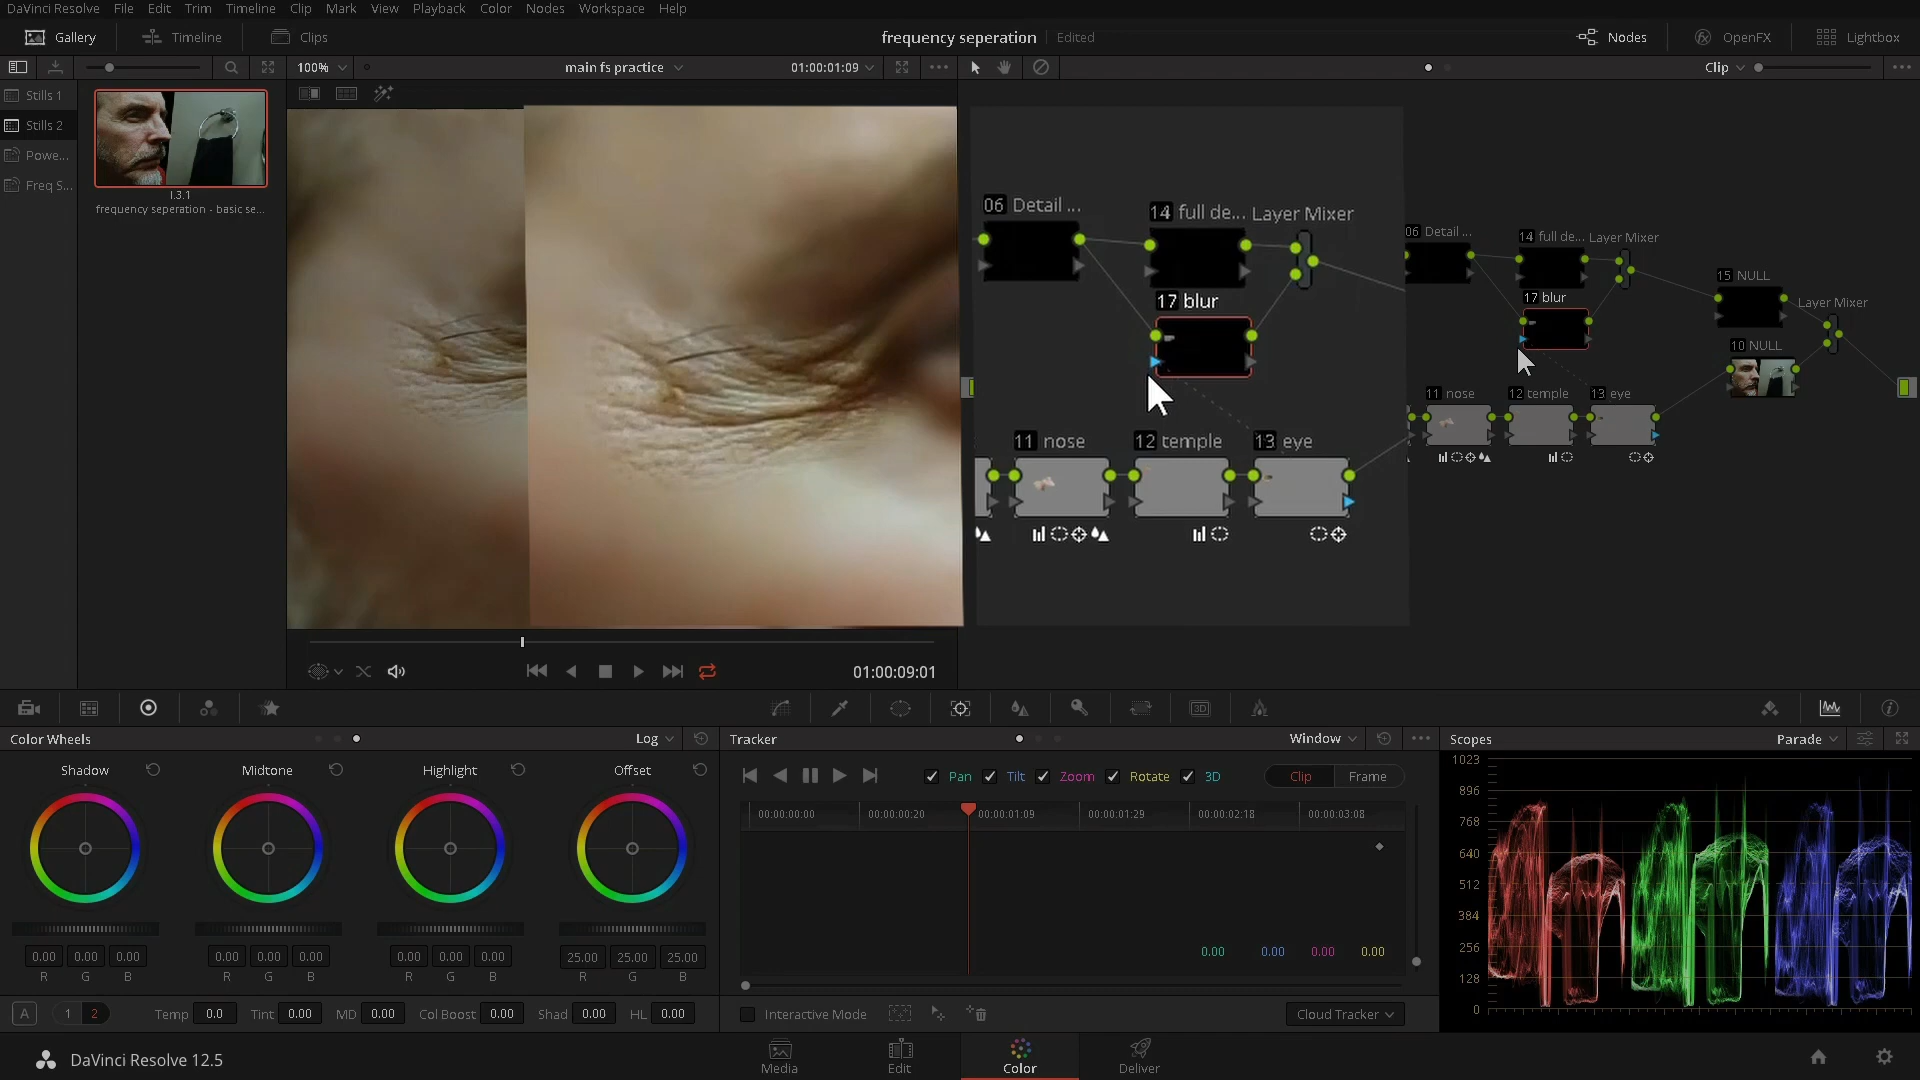 DaVinci Resolve File Edit Trim Timeline Clip Mark View Playback Color Nodes Workspace Help
Gallery Timeline Clips frequency seperation Edited Nodes OpenFX Lightbox
100% main fs practice 01:00:01:09 Clip
Stills 1
Stills 2
Powe...
Freq S...
1.3.1
frequency seperation - basic se...
06 Detail ... 14 full de... Layer Mixer
17 blur
11 nose 12 temple 13 eye
06 Detail ... 14 full de... Layer Mixer
17 blur
15 NULL
Layer Mixer
10 NULL
11 nose 12 temple 13 eye
01:00:09:01
3D
Color Wheels Log Tracker Window Scopes Parade
Shadow Midtone Highlight Offset
Pan Tilt Zoom Rotate 3D Clip Frame
00:00:00:00 00:00:00:20 00:00:01:09 00:00:01:29 00:00:02:18 00:00:03:08
1023
896
768
640
512
384
256
128
0
0.00 0.00 0.00 0.00
0.00 0.00 0.00 0.00 0.00 0.00 0.00 0.00 0.00 25.00 25.00 25.00
R G B R G B R G B R G B
A 1 2 Temp 0.0 Tint 0.00 MD 0.00 Col Boost 0.00 Shad 0.00 HL 0.00
Interactive Mode Cloud Tracker
DaVinci Resolve 12.5 Media Edit Color Deliver